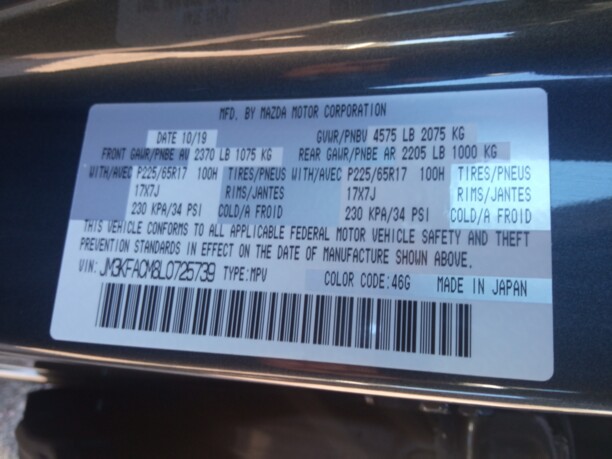 MFD. BY MAZDA MOTOR CORPORATION
DATE 10/19 GVWR/PNBV 4575 LB 2075 KG
FRONT GAWR/PNBE AV 2370 LB 1075 KG REAR GAWR/PNBE AR 2205 LB 1000 KG
WITH/AVEC P225/65R17 100H TIRES/PNEUS WITH/AVEC P225/65R17 100H TIRES/PNEUS
17X7J RIMS/JANTES 17X7J RIMS/JANTES
230 KPA/34 PSI COLD/A FROID 230 KPA/34 PSI COLD/A FROID
THIS VEHICLE CONFORMS TO ALL APPLICABLE FEDERAL MOTOR VEHICLE SAFETY AND THEFT
PREVENTION STANDARDS IN EFFECT ON THE DATE OF MANUFACTURE SHOWN ABOVE.
VIN: JM3KFACM8L0725739 TYPE:MPV COLOR CODE:46G MADE IN JAPAN